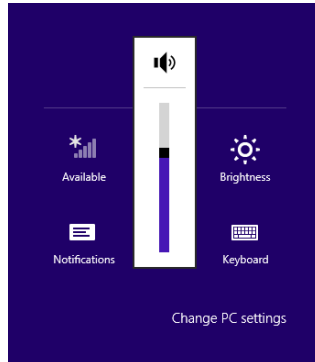 Available
Brightness
Notifications
Keyboard
Change PC settings